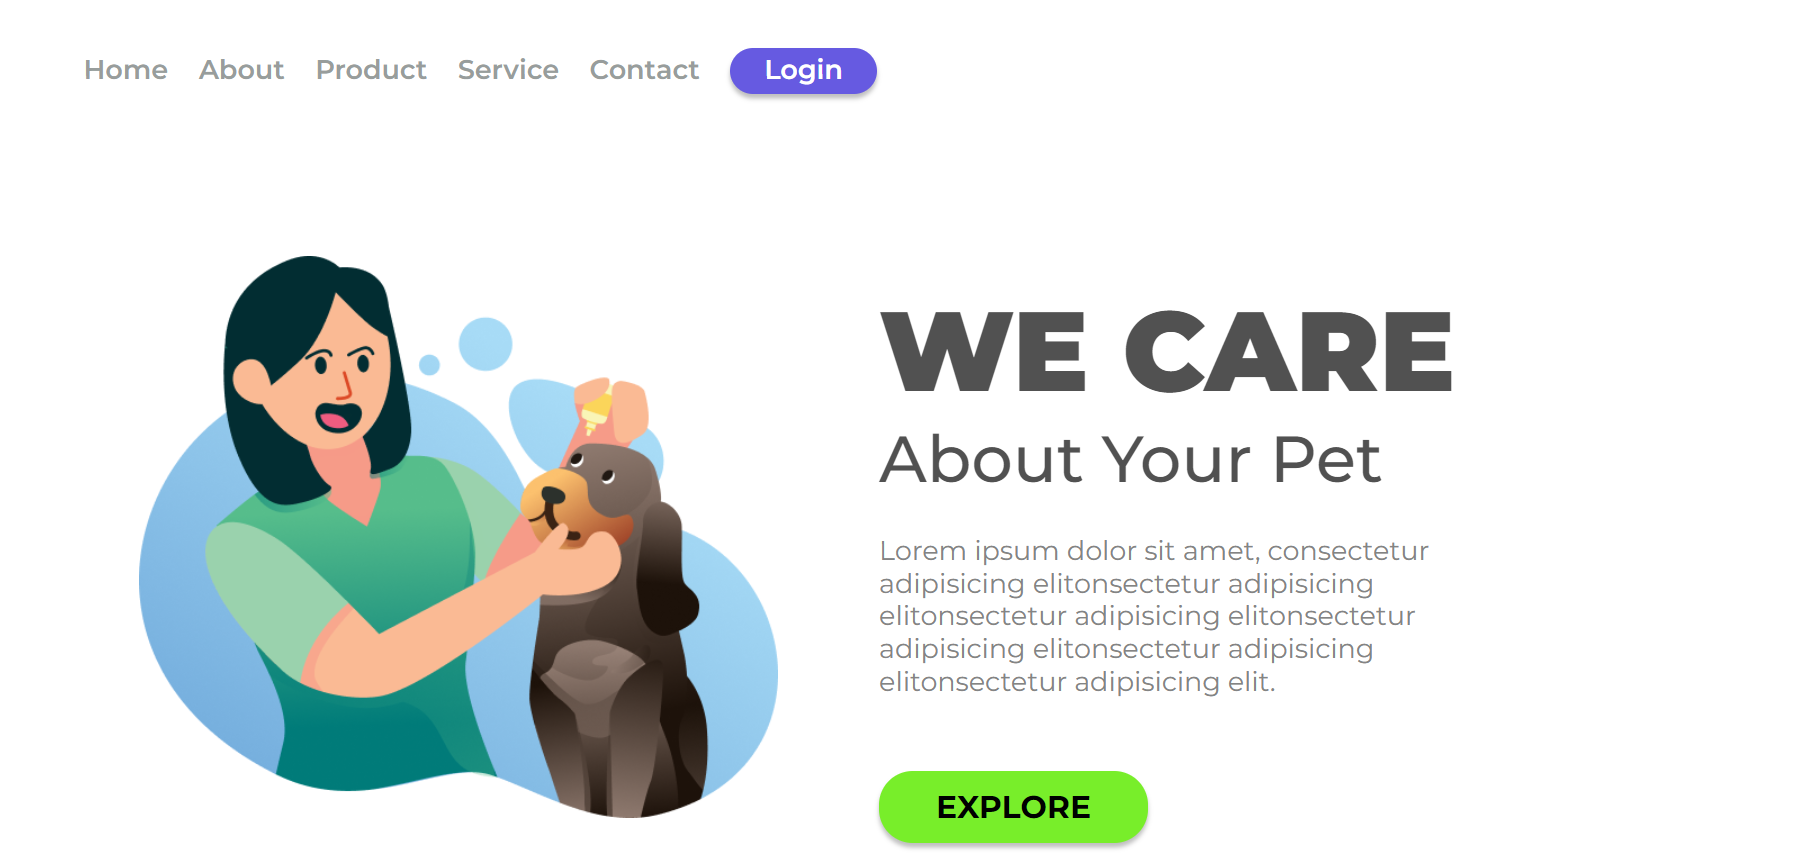 Home About Product Service Contact Login
WE CARE
About Your Pet
Lorem ipsum dolor sit amet, consectetur
adipisicing elitonsectetur adipisicing
elitonsectetur adipisicing elitonsectetur
adipisicing elitonsectetur adipisicing
elitonsectetur adipisicing elit.
EXPLORE